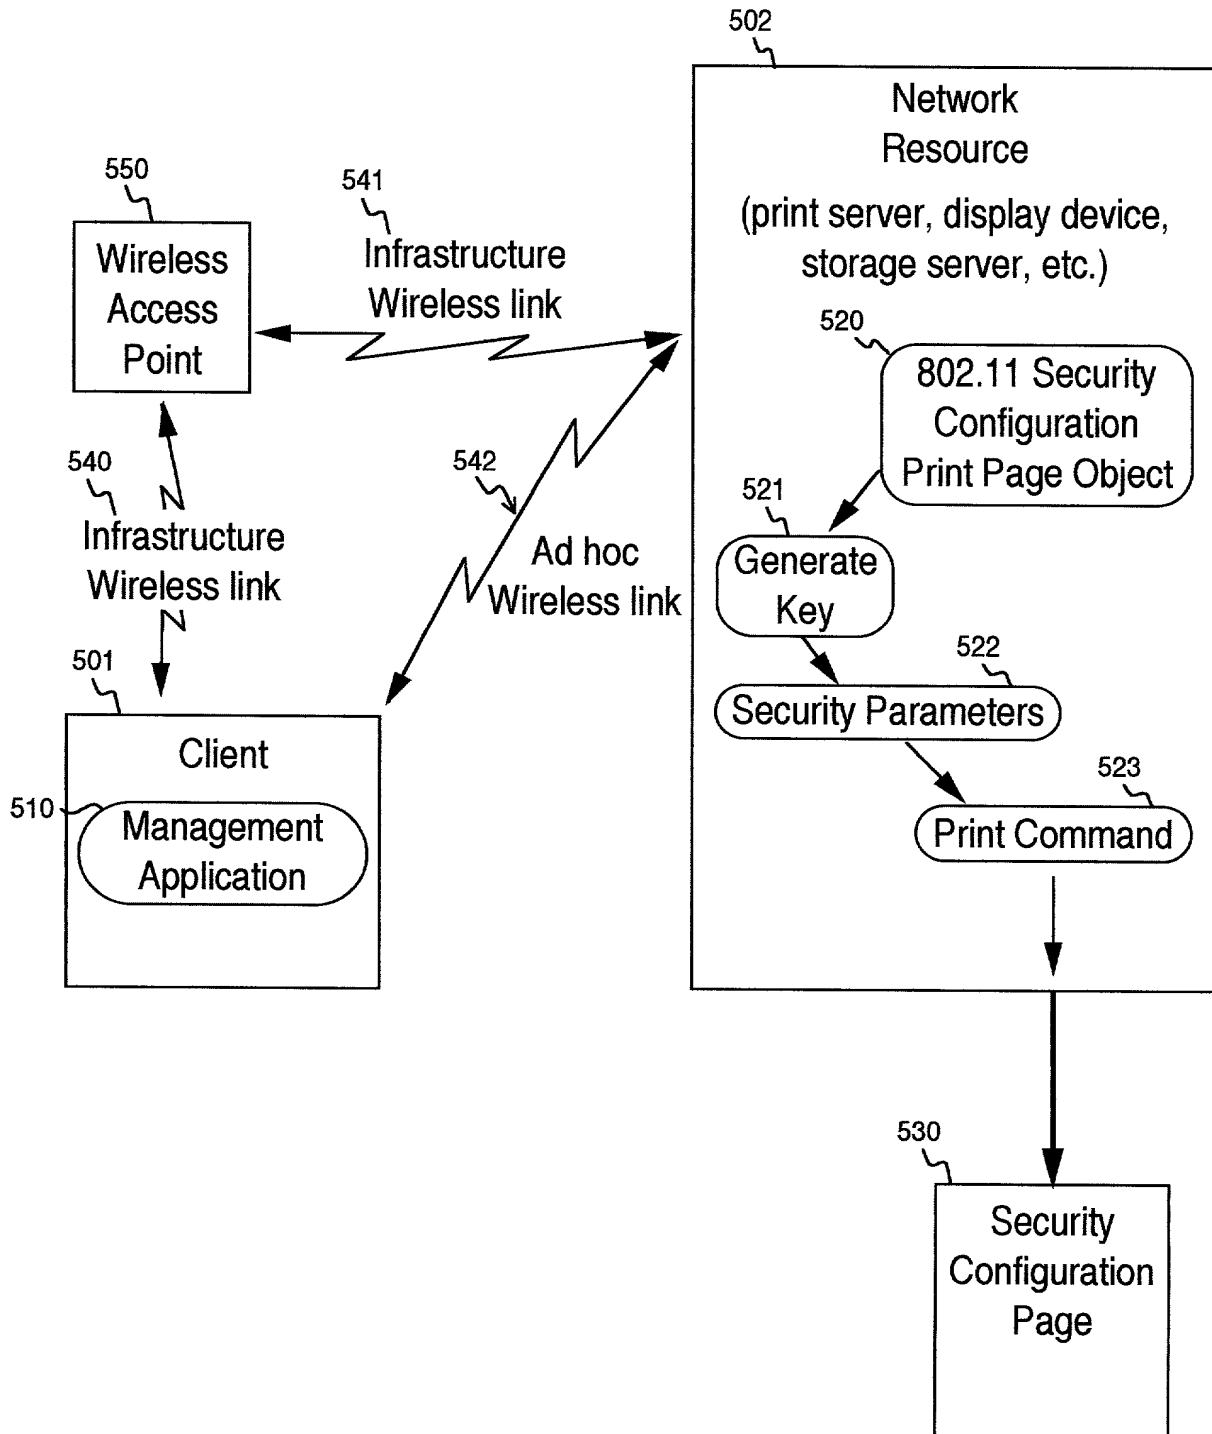 502
Network
Resource
(print server, display device,
storage server, etc.)
550
Wireless
Access
Point
541
Infrastructure
Wireless link
520
802.11 Security
Configuration
Print Page Object
540
Infrastructure
Wireless link
542
Ad hoc
Wireless link
521
Generate
Key
522
Security Parameters
523
Print Command
501
Client
510
Management
Application
530
Security
Configuration
Page